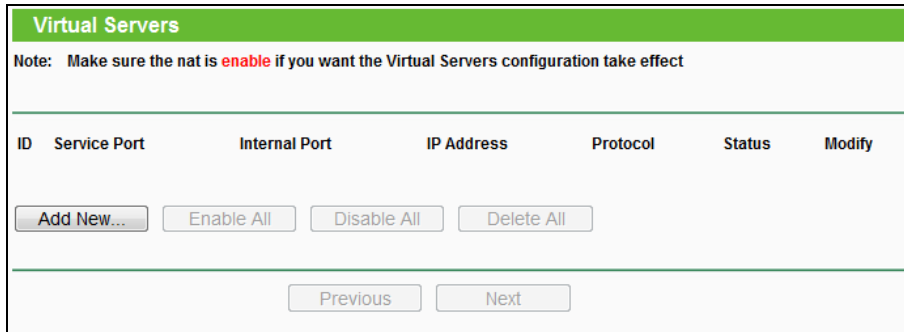 Virtual Servers
Note: Make sure the nat is enable if you want the Virtual Servers configuration take effect
ID Service Port Internal Port IP Address Protocol Status Modify
Add New... Enable All Disable All Delete All
Previous Next